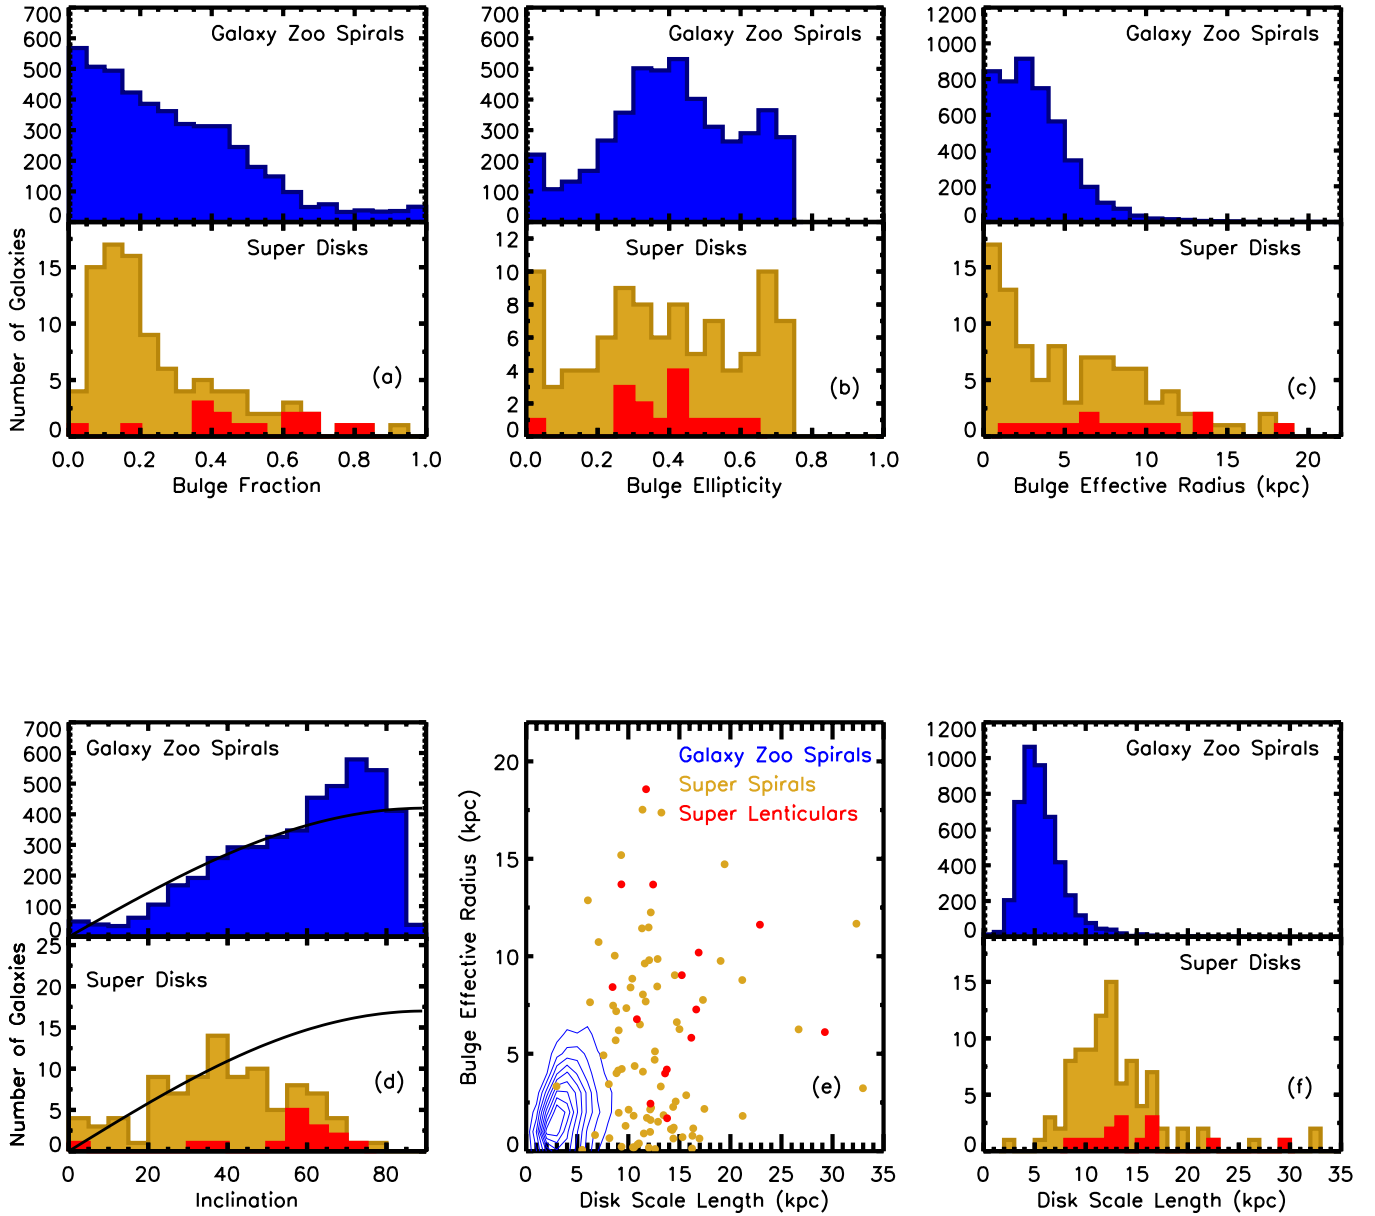 700
600
500
400
300
200
100
0
Galaxy Zoo Spirals
15
10
5
0
Number of Galaxies
Super Disks
(a)
0.0 0.2 0.4 0.6 0.8 1.0
Bulge Fraction
700
600
500
400
300
200
100
0
Galaxy Zoo Spirals
12
10
8
6
4
2
0
Super Disks
(b)
0.0 0.2 0.4 0.6 0.8 1.0
Bulge Ellipticity
1200
1000
800
600
400
200
0
Galaxy Zoo Spirals
15
10
5
0
Super Disks
(c)
0 5 10 15 20
Bulge Effective Radius (kpc)
700
600
500
400
300
200
100
0
Galaxy Zoo Spirals
25
20
15
10
5
0
Number of Galaxies
Super Disks
(d)
0 20 40 60 80
Inclination
20
15
10
5
0
Bulge Effective Radius (kpc)
Galaxy Zoo Spirals
Super Spirals
Super Lenticulars
(e)
0 5 10 15 20 25 30 35
Disk Scale Length (kpc)
1200
1000
800
600
400
200
0
Galaxy Zoo Spirals
15
10
5
0
Super Disks
(f)
0 5 10 15 20 25 30 35
Disk Scale Length (kpc)